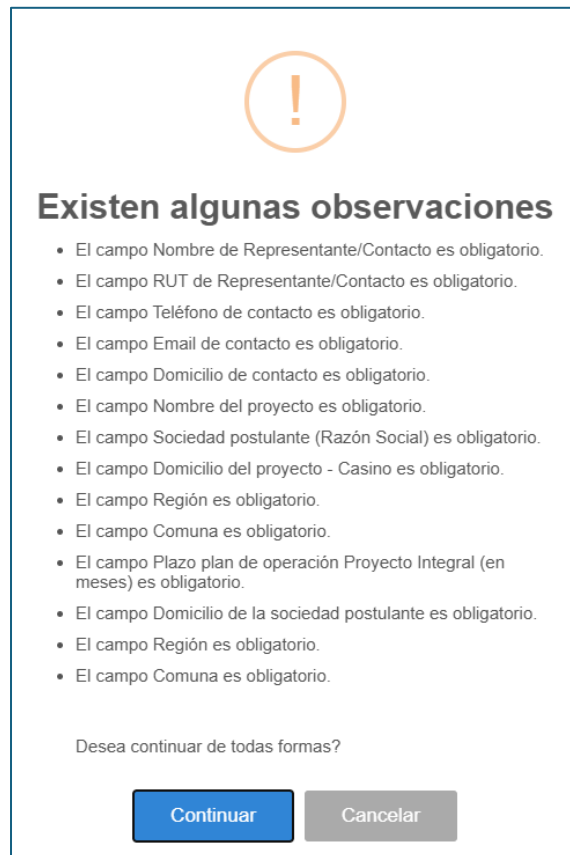 !
Existen algunas observaciones
• El campo Nombre de Representante/Contacto es obligatorio.
• El campo RUT de Representante/Contacto es obligatorio.
• El campo Teléfono de contacto es obligatorio.
• El campo Email de contacto es obligatorio.
• El campo Domicilio de contacto es obligatorio.
• El campo Nombre del proyecto es obligatorio.
• El campo Sociedad postulante (Razón Social) es obligatorio.
• El campo Domicilio del proyecto - Casino es obligatorio.
• El campo Región es obligatorio.
• El campo Comuna es obligatorio.
• El campo Plazo plan de operación Proyecto Integral (en
meses) es obligatorio.
• El campo Domicilio de la sociedad postulante es obligatorio.
• El campo Región es obligatorio.
• El campo Comuna es obligatorio.
Desea continuar de todas formas?
Continuar Cancelar